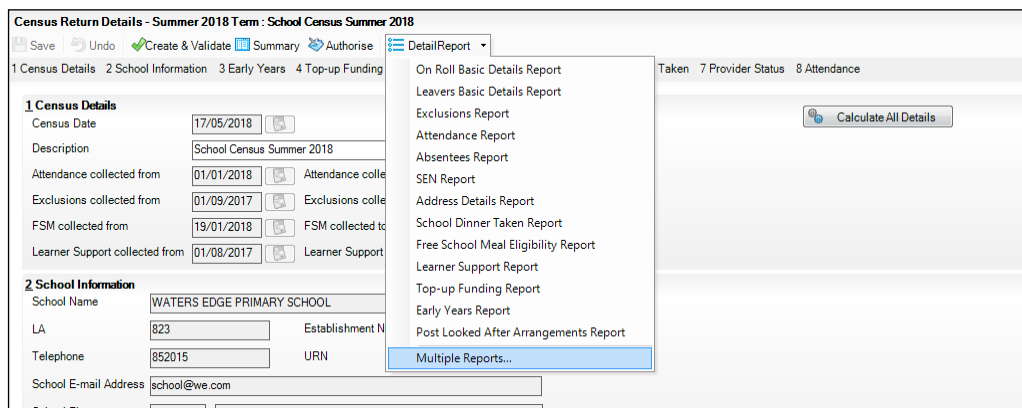 Census Return Details - Summer 2018 Term : School Census Summer 2018
Save Undo Create & Validate Summary Authorise DetailReport
1 Census Details 2 School Information 3 Early Years 4 Top-up Funding Taken 7 Provider Status 8 Attendance
On Roll Basic Details Report
Leavers Basic Details Report
Exclusions Report
Attendance Report
Absentees Report
SEN Report
Address Details Report
School Dinner Taken Report
Free School Meal Eligibility Report
Learner Support Report
Top-up Funding Report
Early Years Report
Post Looked After Arrangements Report
Multiple Reports...
1 Census Details
Calculate All Details
Census Date 17/05/2018
Description School Census Summer 2018
Attendance collected from 01/01/2018 Attendance colle
Exclusions collected from 01/09/2017 Exclusions colle
FSM collected from 19/01/2018 FSM collected to
Learner Support collected from 01/08/2017 Learner Support
2 School Information
School Name WATERS EDGE PRIMARY SCHOOL
LA 823 Establishment N
Telephone 852015 URN
School E-mail Address school@we.com